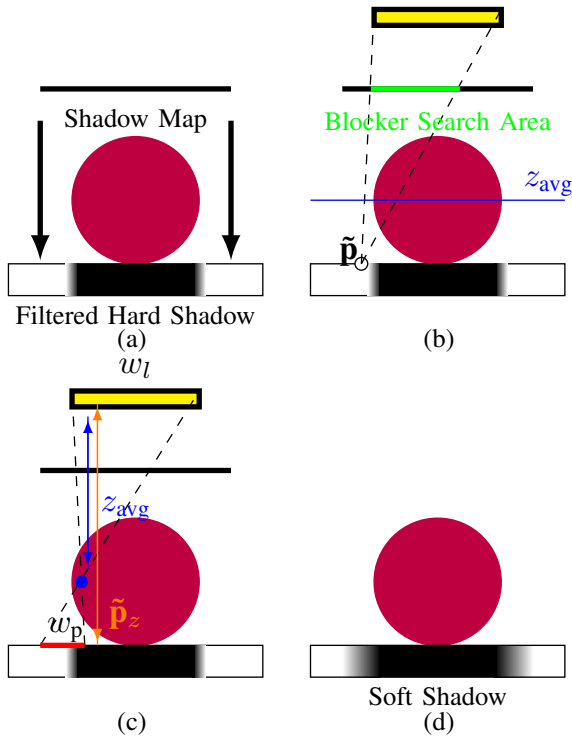 Shadow Map
Filtered Hard Shadow
(a)
Blocker Search Area
z_avg
p̃
(b)
w_l
z_avg
p̃_z
w_p
(c)
Soft Shadow
(d)